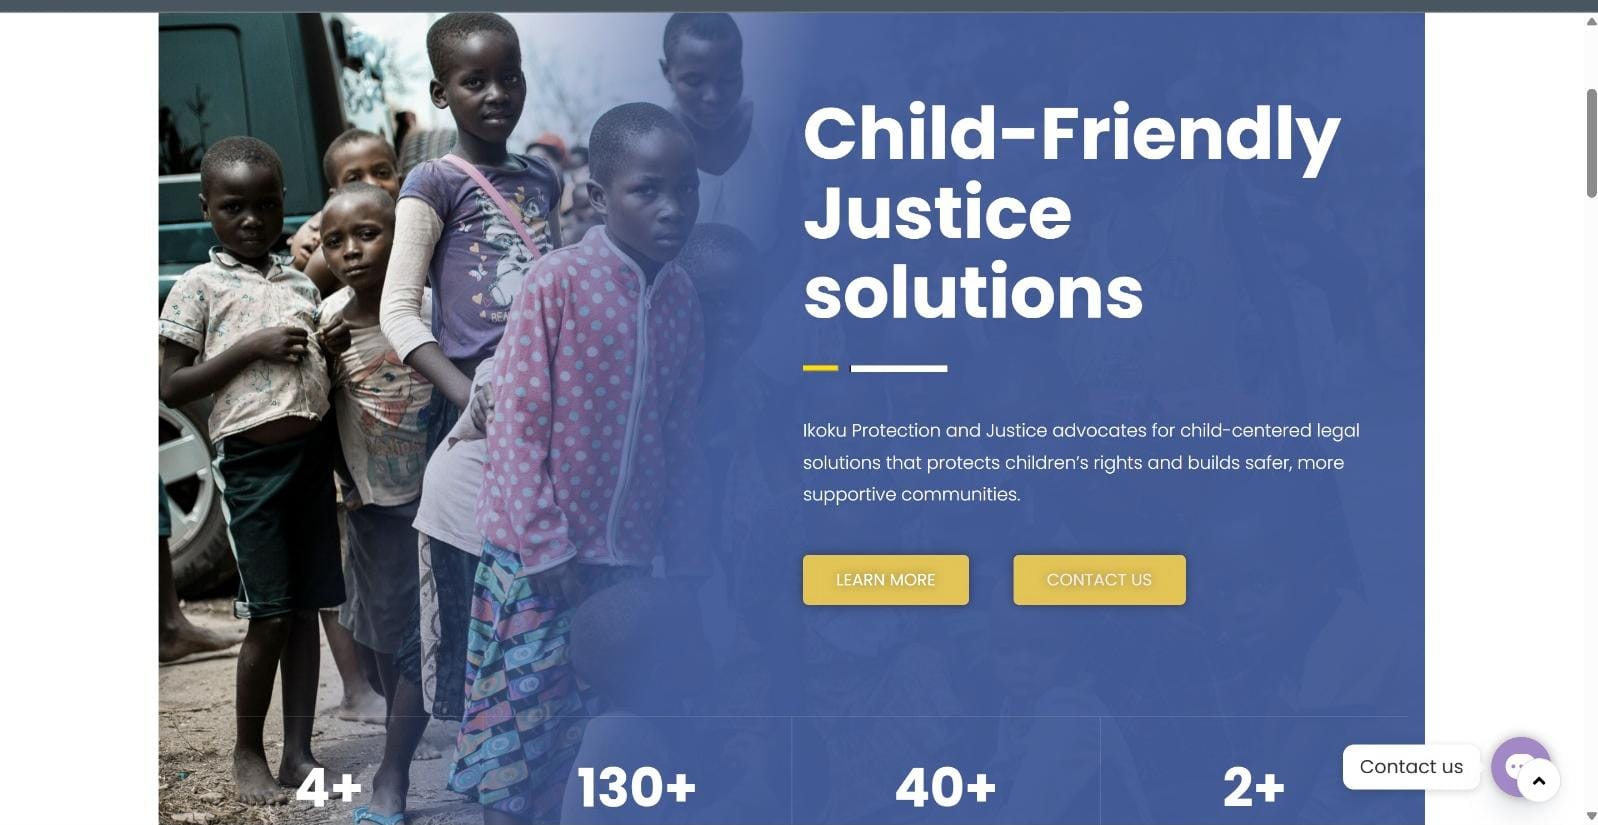 Child-Friendly
Justice
solutions
Ikoku Protection and Justice advocates for child-centered legal
solutions that protects children's rights and builds safer, more
supportive communities.
LEARN MORE
CONTACT US
4+
130+
40+
2+
Contact us